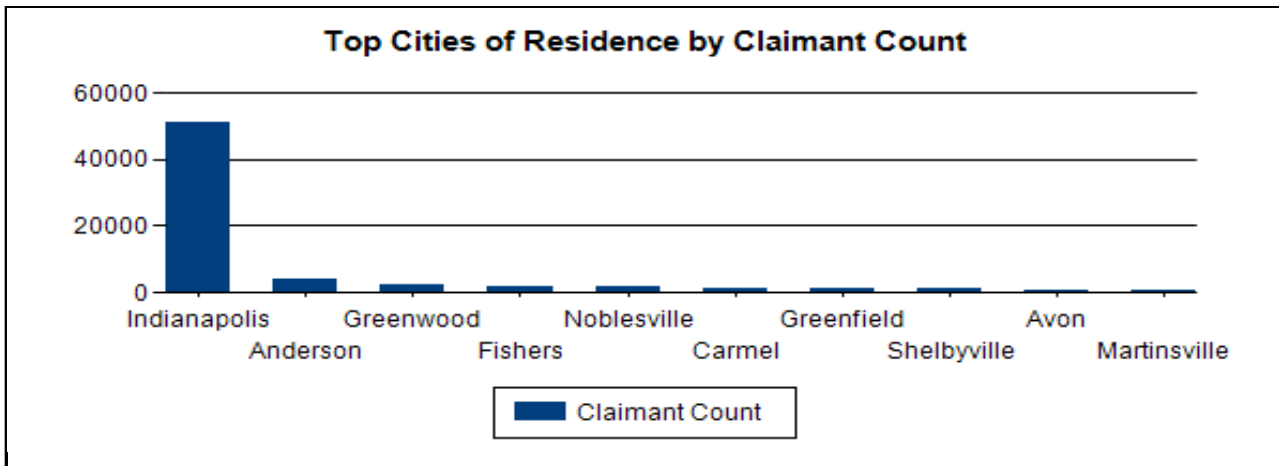 Top Cities of Residence by Claimant Count
60000
40000
20000
0
Indianapolis Greenwood Noblesville Greenfield Avon
Anderson Fishers Carmel Shelbyville Martinsville
Claimant Count